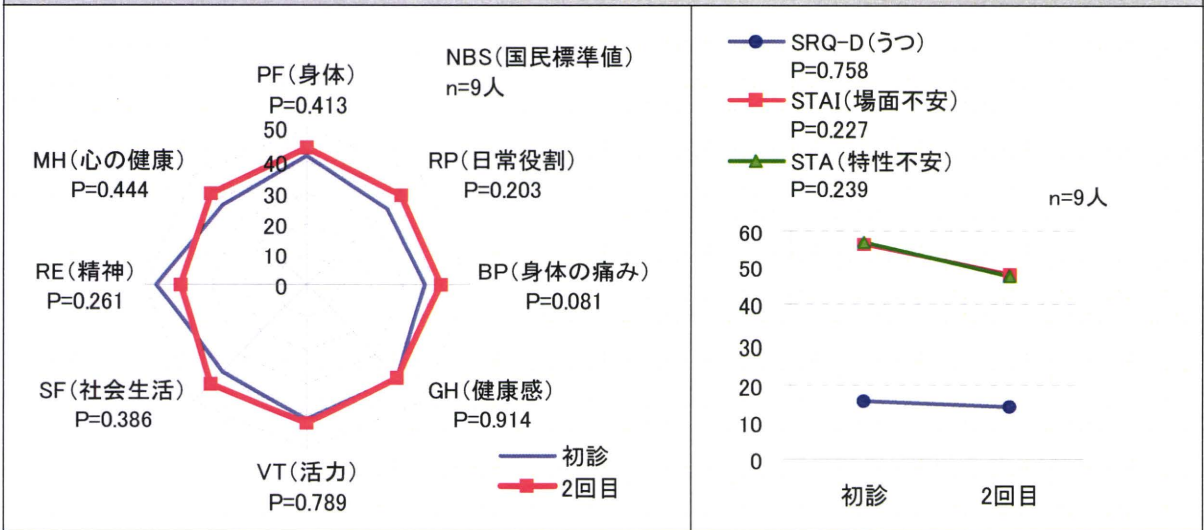 NBS(国民標準値)
n=9人
PF(身体)
P=0.413
RP(日常役割)
P=0.203
BP(身体の痛み)
P=0.081
GH(健康感)
P=0.914
VT(活力)
P=0.789
SF(社会生活)
P=0.386
RE(精神)
P=0.261
MH(心の健康)
P=0.444
50
40
30
20
10
0
初診
2回目
SRQ-D(うつ)
P=0.758
STAI(場面不安)
P=0.227
STA(特性不安)
P=0.239
n=9人
60
50
40
30
20
10
0
初診 2回目